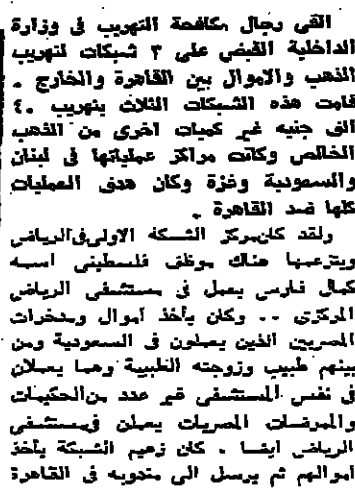 القى رجال مكافحة التهريب فى وزارة
الداخلية القبض على ٣ شبكات لتهريب
الذهب والاموال بين القاهرة والخارج .
قامت هذه الشبكات الثلاث بتهريب ٤٠
الف جنيه غير كميات اخرى من الذهب
الخالص وكانت مراكز عملياتها فى لبنان
والسعودية وغزة وكان هدف العمليات
كلها ضد القاهرة .
ولقد كان مركز الشبكة الاولى فى الرياض
ويتزعمها هناك موظف فلسطينى اسمه
كمال فارس يعمل فى مستشفى الرياض
المركزى .. وكان يأخذ اموال ومدخرات
المصريين الذين يعملون فى السعودية ومن
بينهم طبيب وزوجته الطبيبة وهما يعملان
فى نفس المستشفى غير عدد من الحكيمات
والممرضات المصريات يعملن فى مستشفى
الرياض ايضا . كان زعيم الشبكة يأخذ
اموالهم ثم يرسل الى مندوبه فى القاهرة